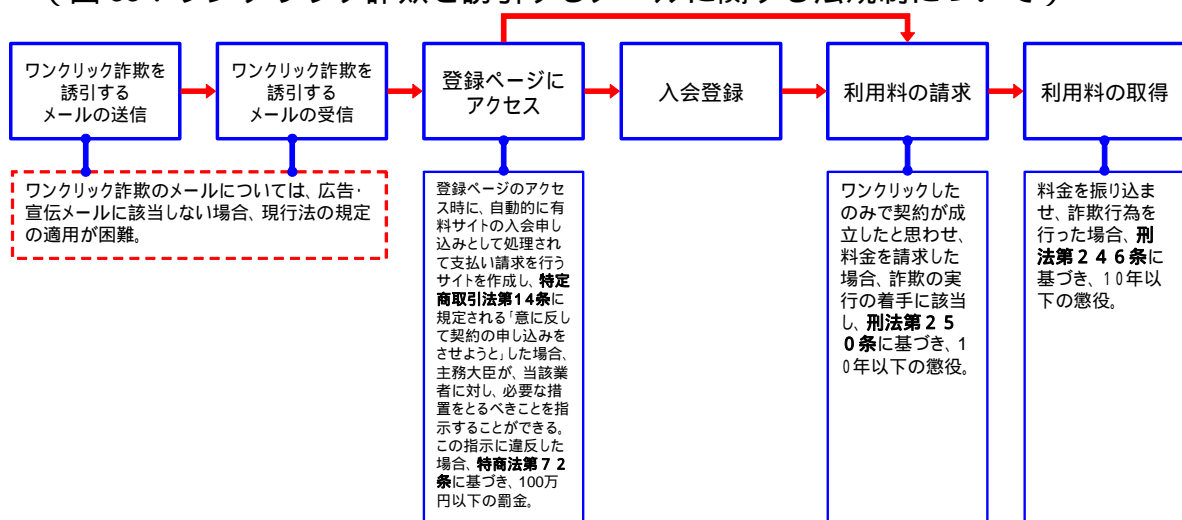 ワンクリック詐欺を
誘引する
メールの送信
ワンクリック詐欺を
誘引する
メールの受信
登録ページに
アクセス
入会登録
利用料の請求
利用料の取得
ワンクリック詐欺のメールについては、広告・
宣伝メールに該当しない場合、現行法の規定
の適用が困難。
登録ページのアクセ
ス時に、自動的に有
料サイトの入会申し
込みとして処理され
て支払い請求を行う
サイトを作成し、特定
商取引法第14条に
規定される「意に反し
て契約の申し込みを
させようと」した場合、
主務大臣が、当該業
者に対し、必要な措
置をとるべきことを指
示することができる。
この指示に違反した
場合、特商法第72
条に基づき、100万
円以下の罰金。
ワンクリックした
のみで契約が成
立したと思わせ、
料金を請求した
場合、詐欺の実
行の着手に該当
し、刑法第25
0条に基づき、1
0年以下の懲役。
料金を振り込ま
せ、詐欺行為を
行った場合、刑
法第246条に
基づき、10年以
下の懲役。